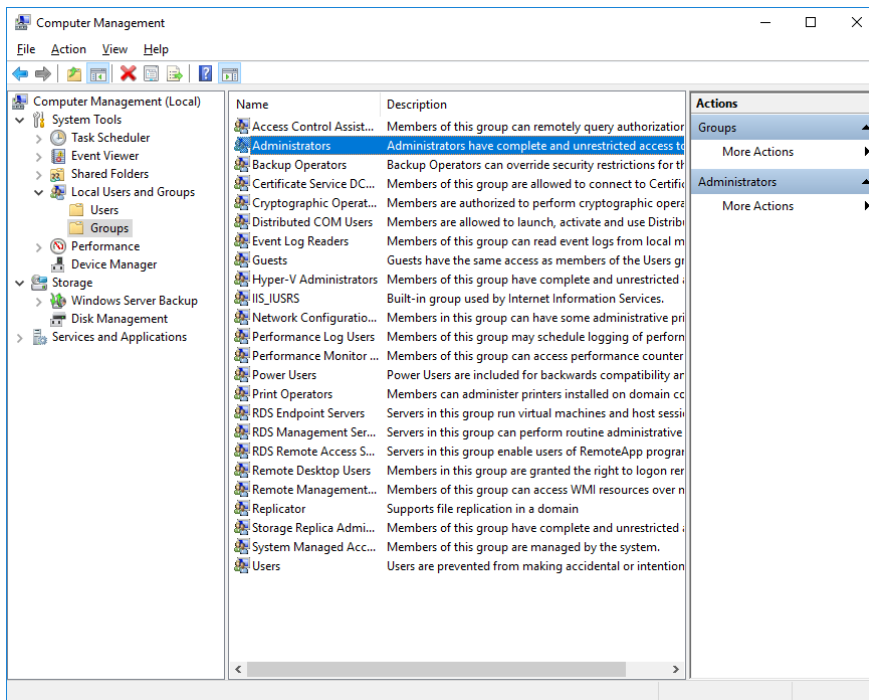 Computer Management
File Action View Help
Computer Management (Local)
System Tools
Task Scheduler
Event Viewer
Shared Folders
Local Users and Groups
Users
Groups
Performance
Device Manager
Storage
Windows Server Backup
Disk Management
Services and Applications
Name Description
Access Control Assist... Members of this group can remotely query authorization
Administrators Administrators have complete and unrestricted access to
Backup Operators Backup Operators can override security restrictions for th
Certificate Service DC... Members of this group are allowed to connect to Certific
Cryptographic Operat... Members are authorized to perform cryptographic opera
Distributed COM Users Members are allowed to launch, activate and use Distribu
Event Log Readers Members of this group can read event logs from local m
Guests Guests have the same access as members of the Users gr
Hyper-V Administrators Members of this group have complete and unrestricted a
IIS_IUSRS Built-in group used by Internet Information Services.
Network Configuratio... Members in this group can have some administrative pri
Performance Log Users Members of this group may schedule logging of perform
Performance Monitor ... Members of this group can access performance counter
Power Users Power Users are included for backwards compatibility an
Print Operators Members can administer printers installed on domain co
RDS Endpoint Servers Servers in this group run virtual machines and host sessi
RDS Management Ser... Servers in this group can perform routine administrative
RDS Remote Access S... Servers in this group enable users of RemoteApp program
Remote Desktop Users Members in this group are granted the right to logon rem
Remote Management... Members of this group can access WMI resources over m
Replicator Supports file replication in a domain
Storage Replica Admi... Members of this group have complete and unrestricted a
System Managed Acc... Members of this group are managed by the system.
Users Users are prevented from making accidental or intention
Actions
Groups
More Actions
Administrators
More Actions